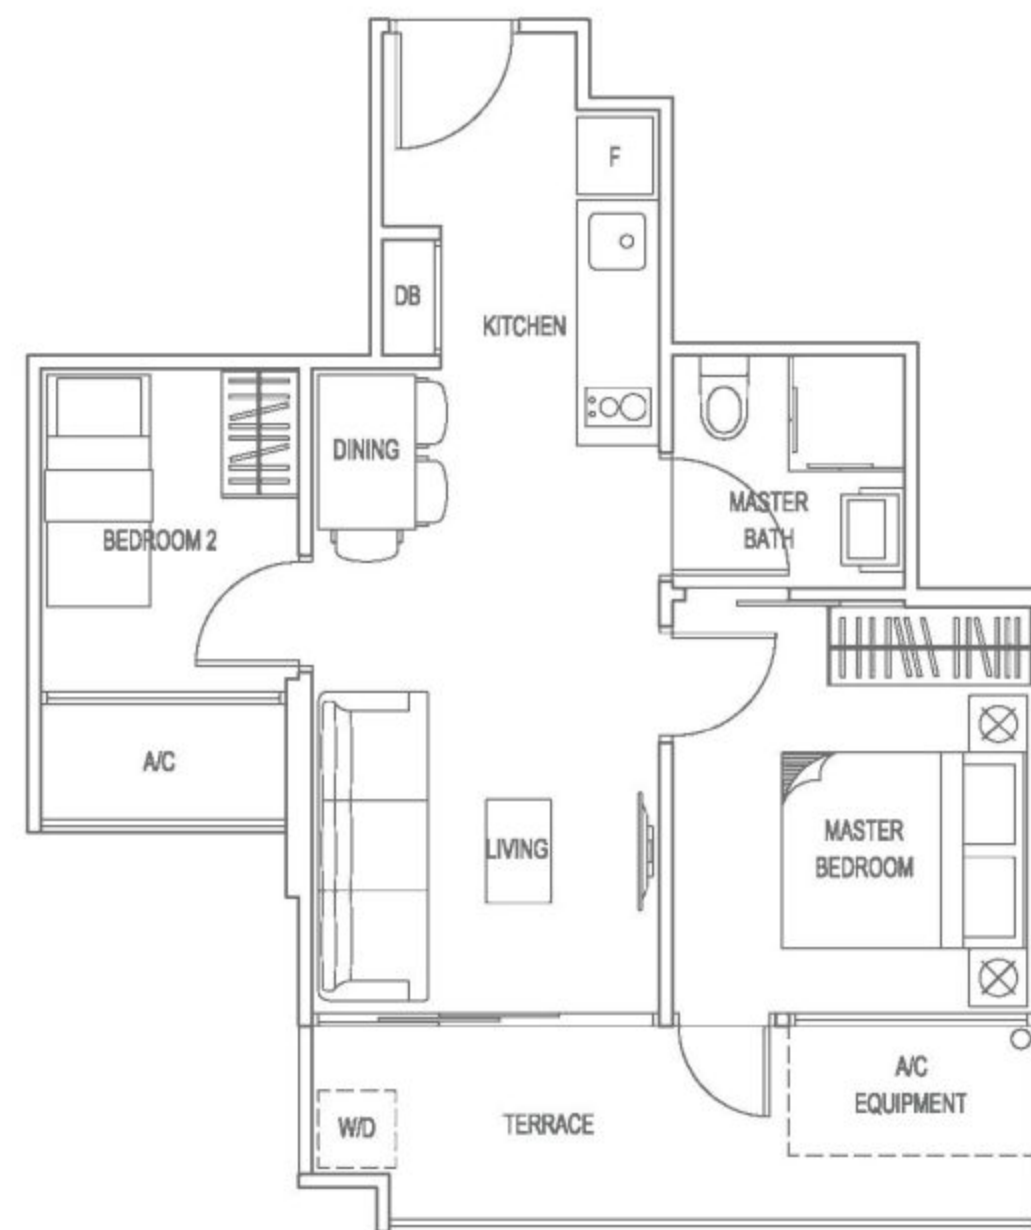 F
DB
KITCHEN
DINING
MASTER
BATH
BEDROOM 2
A/C
LIVING
MASTER
BEDROOM
A/C
EQUIPMENT
W/D
TERRACE